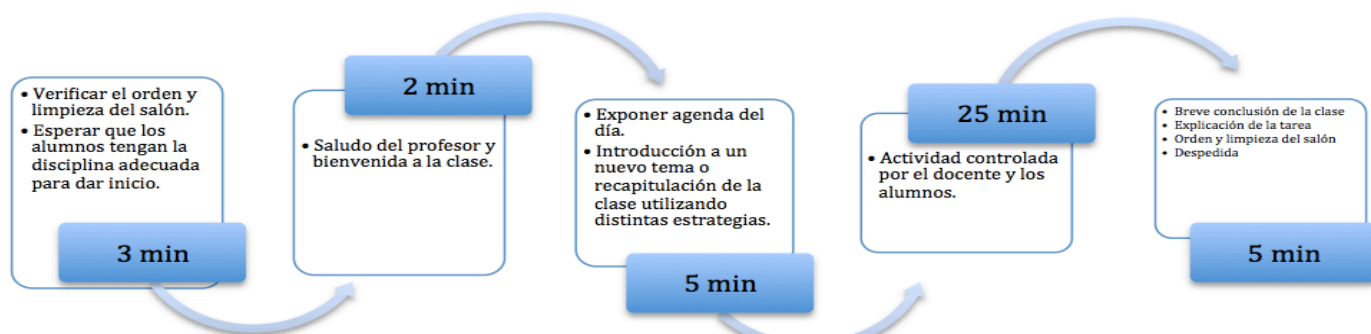 • Verificar el orden y
limpieza del salón.
• Esperar que los
alumnos tengan la
disciplina adecuada
para dar inicio.
3 min
2 min
• Saludo del profesor y
bienvenida a la clase.
• Exponer agenda del
día.
• Introducción a un
nuevo tema o
recapitulación de la
clase utilizando
distintas estrategias.
5 min
25 min
• Actividad controlada
por el docente y los
alumnos.
• Breve conclusión de la clase
• Explicación de la tarea
• Orden y limpieza del salón
• Despedida
5 min